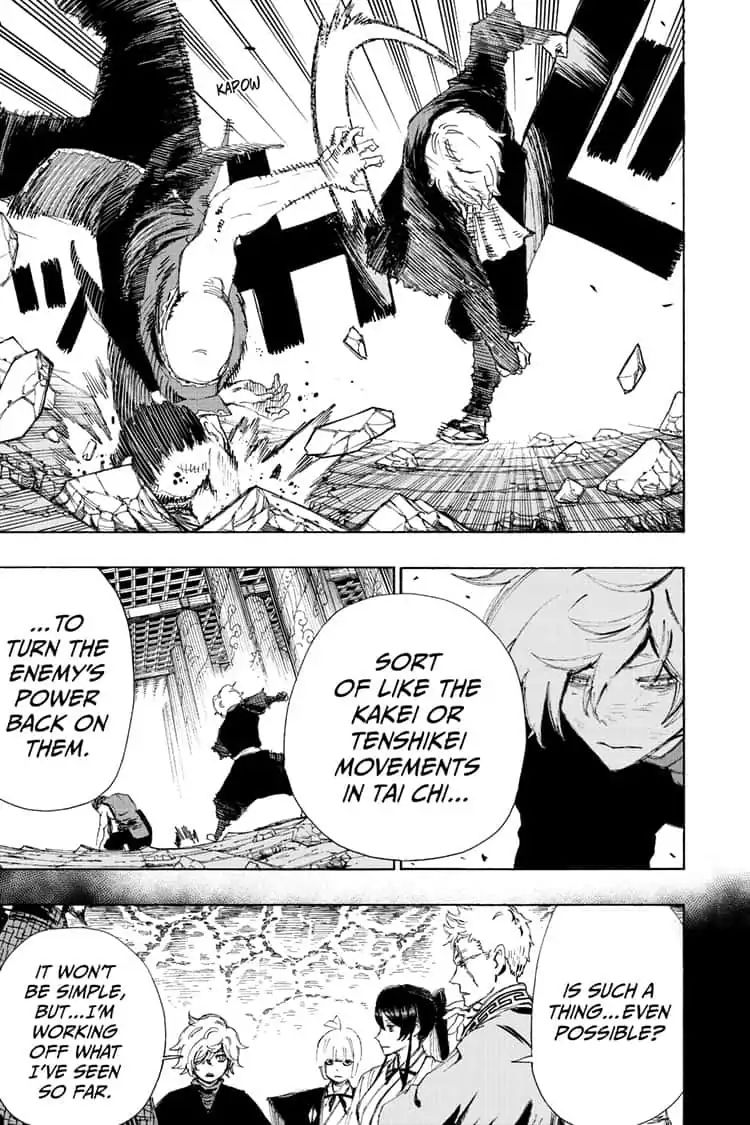 KAPOW
SORT
OF LIKE THE
KAKEI OR
TENSHIKEI
MOVEMENTS
IN TAI CHI...
...TO
TURN THE
ENEMY'S
POWER
BACK ON
THEM.
IS SUCH A
THING...EVEN
POSSIBLE?
IT WON'T
BE SIMPLE,
BUT...I'M
WORKING
OFF WHAT
I'VE SEEN
SO FAR.